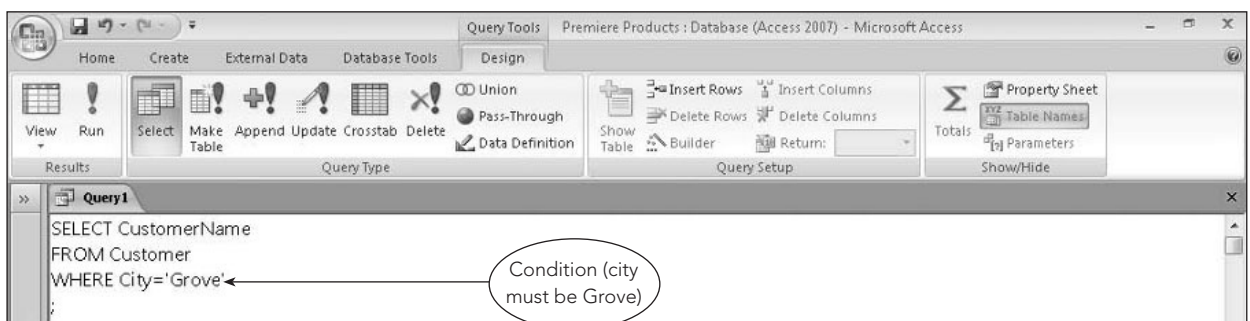 Query Tools
Premiere Products : Database (Access 2007) - Microsoft Access
Home
Create
External Data
Database Tools
Design
View
Run
Select
Make Table
Append
Update
Crosstab
Delete
Union
Pass-Through
Data Definition
Show Table
Insert Rows
Delete Rows
Builder
Insert Columns
Delete Columns
Return:
Totals
Property Sheet
Table Names
Parameters
Results
Query Type
Query Setup
Show/Hide
Query1
SELECT CustomerName
FROM Customer
WHERE City='Grove'
;
Condition (city
must be Grove)